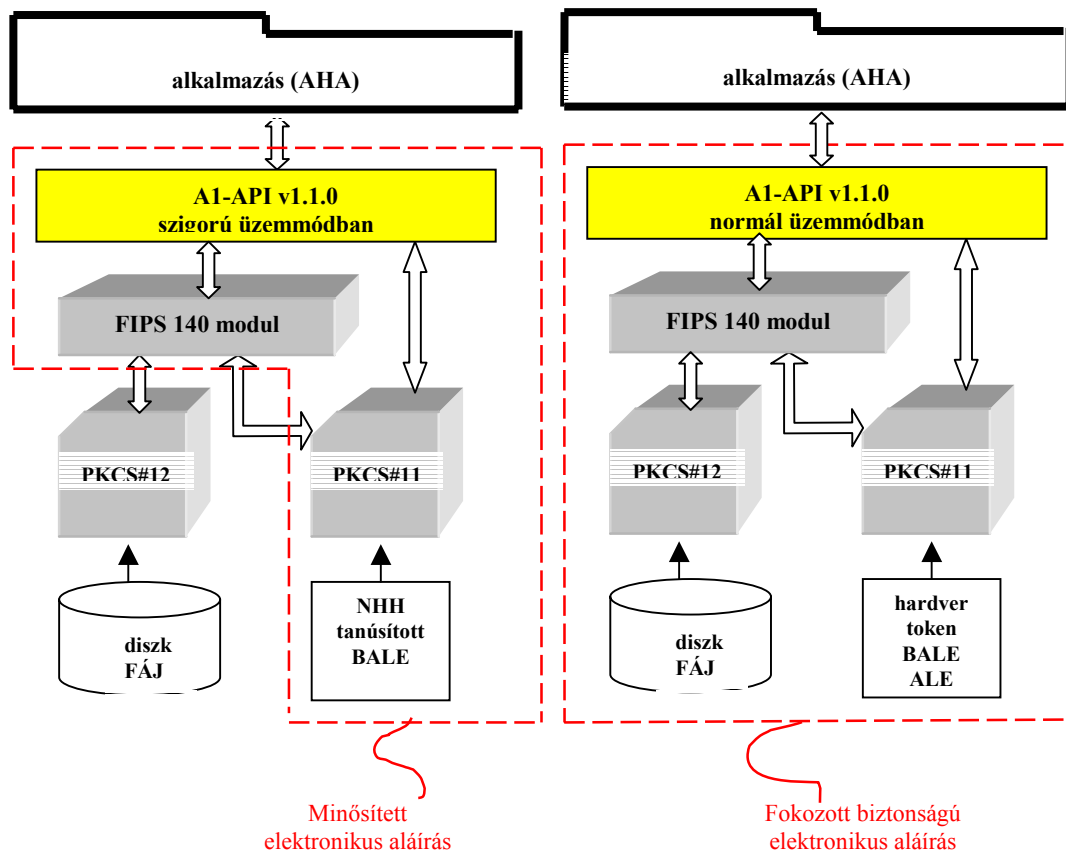 alkalmazás (AHA)
A1-API v1.1.0
szigorú üzemmódban
FIPS 140 modul
PKCS#12
PKCS#11
diszk
FÁJ
NHH
tanúsított
BALE
Minősített
elektronikus aláírás
alkalmazás (AHA)
A1-API v1.1.0
normál üzemmódban
FIPS 140 modul
PKCS#12
PKCS#11
diszk
FÁJ
hardver
token
BALE
ALE
Fokozott biztonságú
elektronikus aláírás